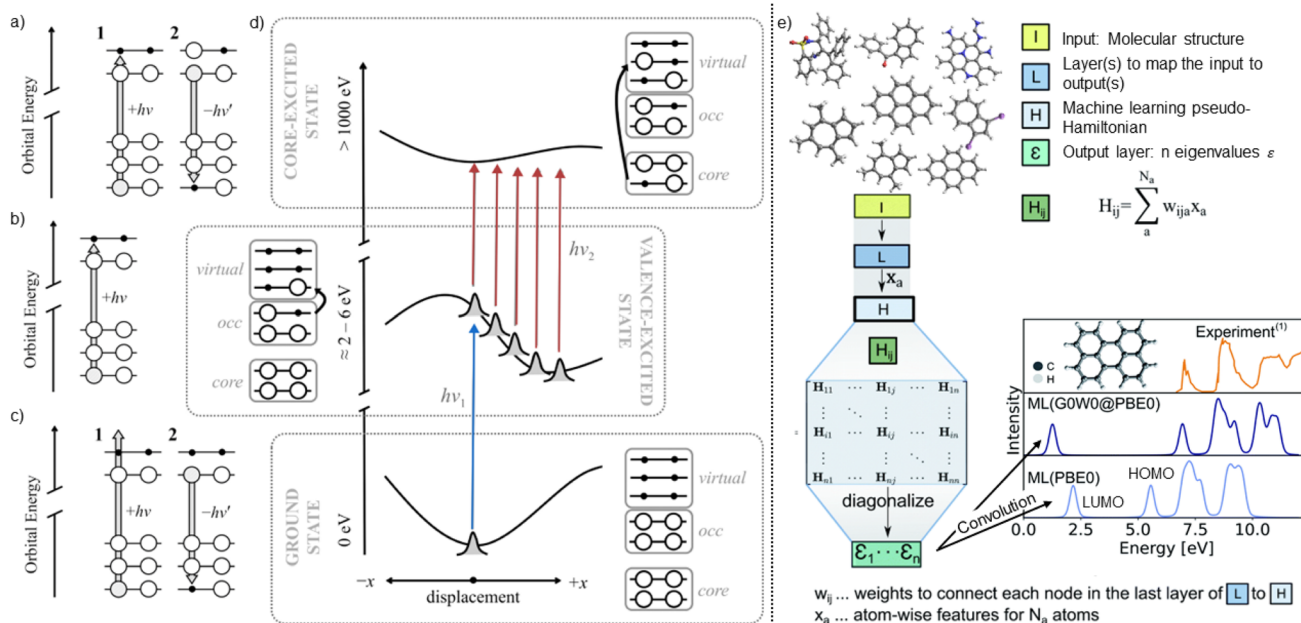 a)
Orbital Energy
1
2
+hν
−hν′
b)
Orbital Energy
+hν
c)
Orbital Energy
1
2
+hν
−hν′
d)
CORE-EXCITED
STATE
> 1000 eV
virtual
occ
core
virtual
occ
core
≈ 2 – 6 eV
hν2
VALENCE-EXCITED
STATE
hν1
GROUND
STATE
0 eV
virtual
occ
core
−x
+x
displacement
e)
I
Input: Molecular structure
L
Layer(s) to map the input to
output(s)
H
Machine learning pseudo-
Hamiltonian
Ɛ
Output layer: n eigenvalues ε
Hij
Hij=∑ wijaxa
Na
a
I
L
xa
H
Hij
H11 ⋯ H1j ⋯ H1n
⋮ ⋱ ⋮ ⋮
Hi1 ⋯ Hij ⋯ Hin
⋮ ⋮ ⋱ ⋮
Hn1 ⋯ Hnj ⋯ Hnn
diagonalize
Ɛ1⋯Ɛn
Convolution
Experiment(1)
C
H
Intensity
ML(G0W0@PBE0)
ML(PBE0)
HOMO
LUMO
0.0 2.5 5.0 7.5 10.0
Energy [eV]
wij ... weights to connect each node in the last layer of L to H
xa ... atom-wise features for Na atoms